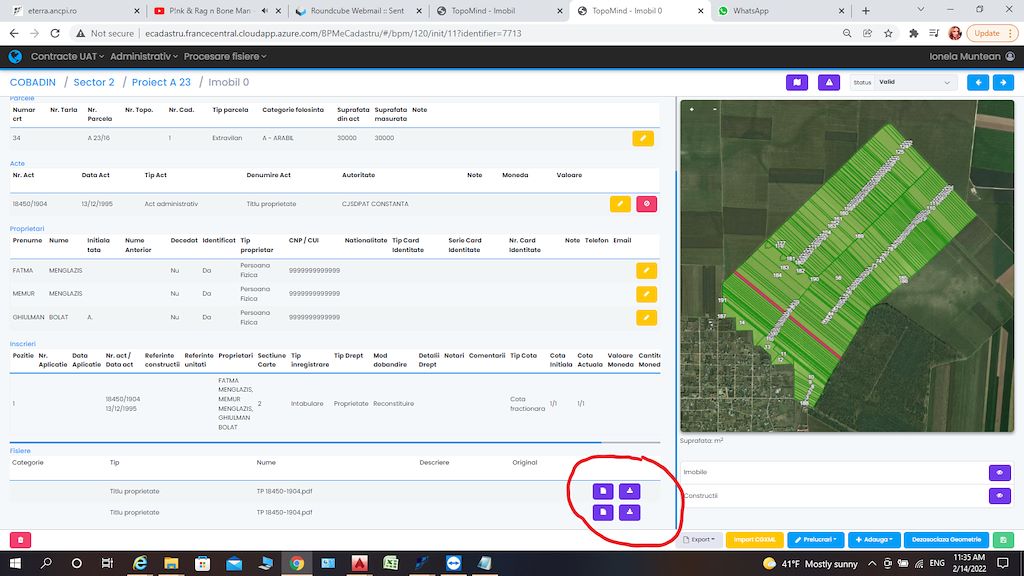 eterra.ancpi.ro
P!nk & Rag n Bone Man -
Roundcube Webmail :: Sent
TopoMind - Imobil
TopoMind - Imobil 0
WhatsApp
Not secure
ecadastru.francecentral.cloudapp.azure.com/8PMeCadastru/#/bpm/120/init/11?identifier=7713
Update
Contracte UAT
Administrativ
Procesare fisiere
Ionela Muntean
COBADIN / Sector 2 / Proiect A 23 / Imobil 0
Status Valid
Parcele
Numar crt Nr. Tarla Nr. Parcela Nr. Topo. Nr. Cad. Tip parcela Categorie folosinta Suprafata din act Suprafata masurata Note
34 A 23/16 1 Extravilan A - ARABIL 30000 30000
Acte
Nr. Act Data Act Tip Act Denumire Act Autoritate Note Moneda Valoare
18450/1904 13/12/1995 Act administrativ Titlu proprietate CJSDPAT CONSTANTA
Proprietari
Prenume Nume Initiala tata Nume Anterior Decedat Identificat Tip proprietar CNP / CUI Nationalitate Tip Card Identitate Serie Card Identitate Nr. Card Identitate Note Telefon Email
FATMA MENGLAZIS Nu Da Persoana Fizica 9999999999999
MEMUR MENGLAZIS Nu Da Persoana Fizica 9999999999999
GHIULMAN BOLAT A. Nu Da Persoana Fizica 9999999999999
Inscrieri
Pozitie Nr. Aplicatie Data Aplicatie Nr. act / Data act Referinte constructii Referinte unitati Proprietari Sectiune Carte Tip inregistrare Tip Drept Mod dobandire Detalii Drept Notari Comentarii Tip Cota Cota Initiala Cota Actuala Valoare Moneda Cantit Moned
1 18450/1904 13/12/1995 FATMA MENGLAZIS, MEMUR MENGLAZIS, GHIULMAN BOLAT 2 Intabulare Proprietate Reconstituire Cota fractionara 1/1 1/1
Fisiere
Categorie Tip Nume Descriere Original
Titlu proprietate TP 18450-1904.pdf
Titlu proprietate TP 18450-1904.pdf
Suprafata: m²
Imobile
Constructii
Export
Import CGXML
Prelucrari
Adauga
Dezasociaza Geometrie
41°F Mostly sunny
ENG
11:35 AM
2/14/2022